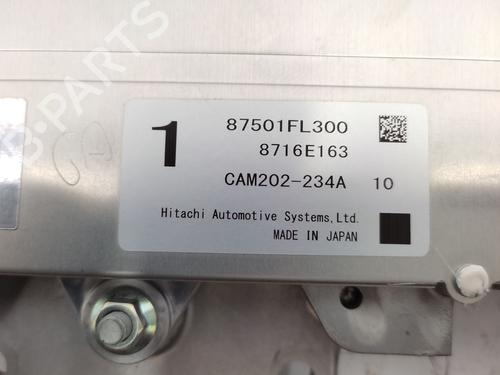 1
87501FL300
8716E163
CAM202-234A 10
Hitachi Automotive Systems,Ltd.
MADE IN JAPAN